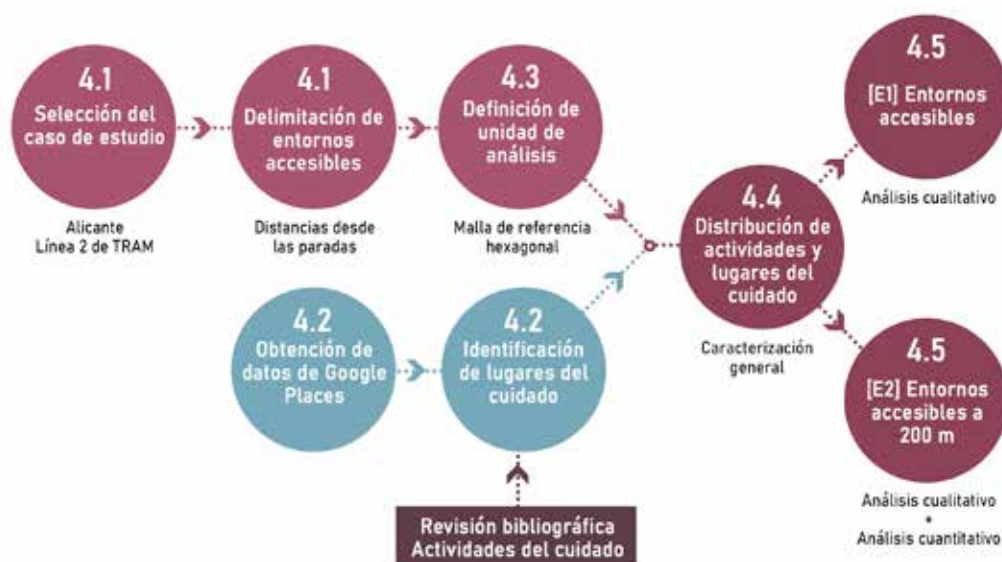 4.1
Selección del
caso de estudio
Alicante
Línea 2 de TRAM
4.1
Delimitación de
entornos
accesibles
Distancias desde
las paradas
4.3
Definición de
unidad de
análisis
Malla de referencia
hexagonal
4.2
Obtención de
datos de Google
Places
4.2
Identificación
de lugares del
cuidado
Revisión bibliográfica
Actividades del cuidado
4.4
Distribución de
actividades y
lugares del
cuidado
Caracterización
general
4.5
[E1] Entornos
accesibles
Análisis cualitativo
4.5
[E2] Entornos
accesibles a
200 m
Análisis cualitativo
+
Análisis cuantitativo